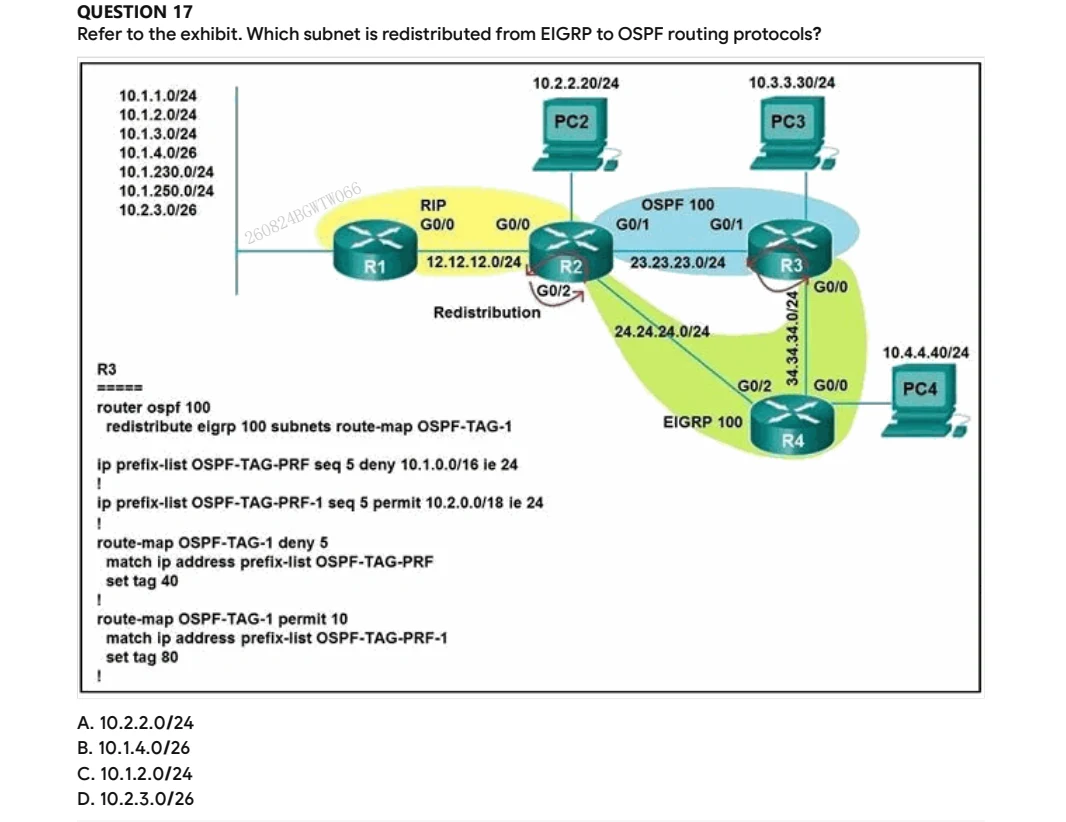 QUESTION 17
Refer to the exhibit. Which subnet is redistributed from EIGRP to OSPF routing protocols?
10.1.1.0/24
10.1.2.0/24
10.1.3.0/24
10.1.4.0/26
10.1.230.0/24
10.1.250.0/24
10.2.3.0/26
260824BGWTW066
10.2.2.20/24
PC2
10.3.3.30/24
PC3
RIP
G0/0
G0/0
OSPF 100
G0/1
G0/1
R1
12.12.12.0/24
R2
23.23.23.0/24
R3
G0/2
G0/0
Redistribution
34.34.34.0/24
24.24.24.0/24
10.4.4.40/24
PC4
G0/2
G0/0
EIGRP 100
R4
R3
=====
router ospf 100
redistribute eigrp 100 subnets route-map OSPF-TAG-1
ip prefix-list OSPF-TAG-PRF seq 5 deny 10.1.0.0/16 le 24
!
ip prefix-list OSPF-TAG-PRF-1 seq 5 permit 10.2.0.0/18 le 24
!
route-map OSPF-TAG-1 deny 5
match ip address prefix-list OSPF-TAG-PRF
set tag 40
!
route-map OSPF-TAG-1 permit 10
match ip address prefix-list OSPF-TAG-PRF-1
set tag 80
!
A. 10.2.2.0/24
B. 10.1.4.0/26
C. 10.1.2.0/24
D. 10.2.3.0/26